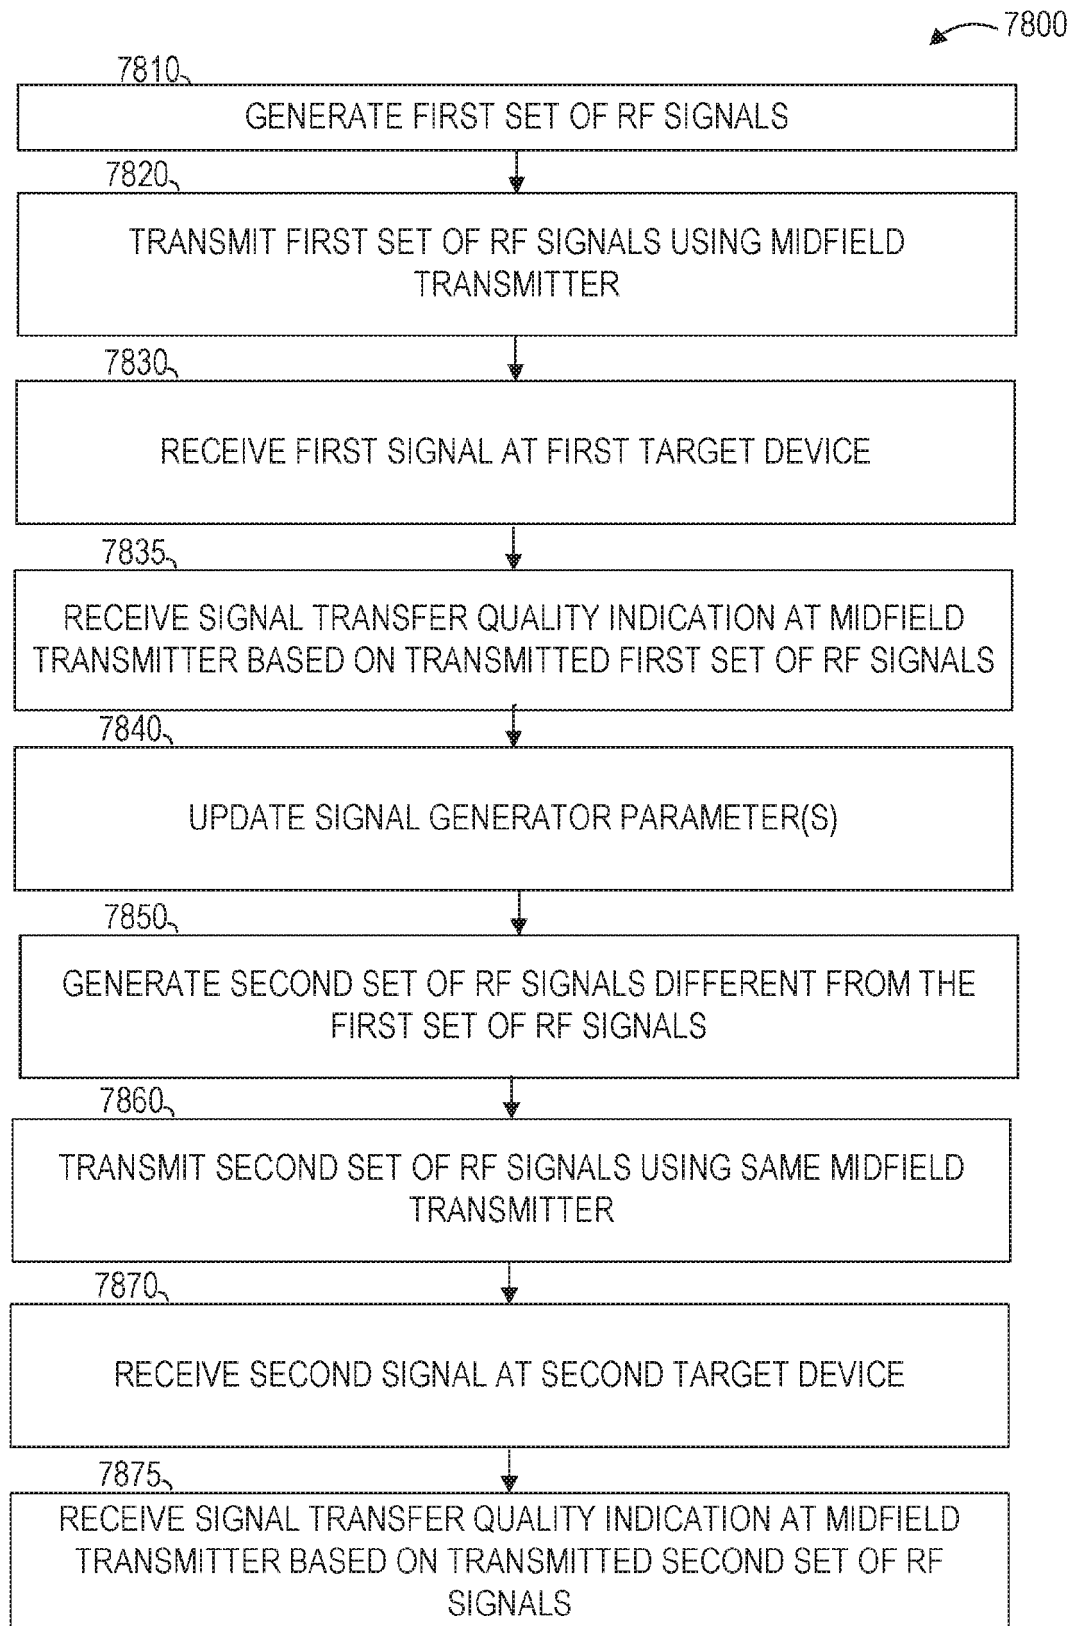 7800
7810
GENERATE FIRST SET OF RF SIGNALS
7820
TRANSMIT FIRST SET OF RF SIGNALS USING MIDFIELD
TRANSMITTER
7830
RECEIVE FIRST SIGNAL AT FIRST TARGET DEVICE
7835
RECEIVE SIGNAL TRANSFER QUALITY INDICATION AT MIDFIELD
TRANSMITTER BASED ON TRANSMITTED FIRST SET OF RF SIGNALS
7840
UPDATE SIGNAL GENERATOR PARAMETER(S)
7850
GENERATE SECOND SET OF RF SIGNALS DIFFERENT FROM THE
FIRST SET OF RF SIGNALS
7860
TRANSMIT SECOND SET OF RF SIGNALS USING SAME MIDFIELD
TRANSMITTER
7870
RECEIVE SECOND SIGNAL AT SECOND TARGET DEVICE
7875
RECEIVE SIGNAL TRANSFER QUALITY INDICATION AT MIDFIELD
TRANSMITTER BASED ON TRANSMITTED SECOND SET OF RF
SIGNALS